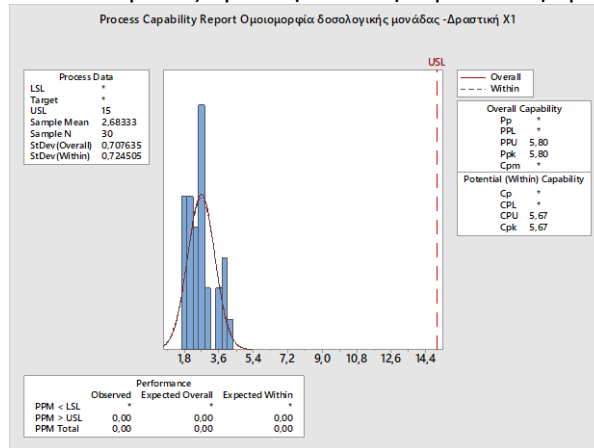 Process Capability Report Ομοιομορφία δοσολογικής μονάδας -Δραστική X1
USL
Process Data
LSL *
Target *
USL 15
Sample Mean 2,68333
Sample N 30
StDev(Overall) 0,707635
StDev(Within) 0,724505
Overall
Within
Overall Capability
Pp *
PPL *
PPU 5,80
Ppk 5,80
Cpm *
Potential (Within) Capability
Cp *
CPL *
CPU 5,67
Cpk 5,67
1,8 3,6 5,4 7,2 9,0 10,8 12,6 14,4
Performance
Observed Expected Overall Expected Within
PPM < LSL * * *
PPM > USL 0,00 0,00 0,00
PPM Total 0,00 0,00 0,00